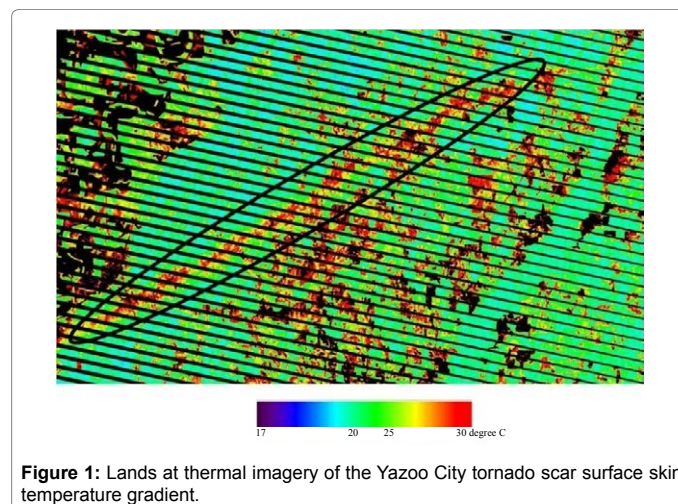 17 20 25 30 degree C
Figure 1: Lands at thermal imagery of the Yazoo City tornado scar surface skin
temperature gradient.